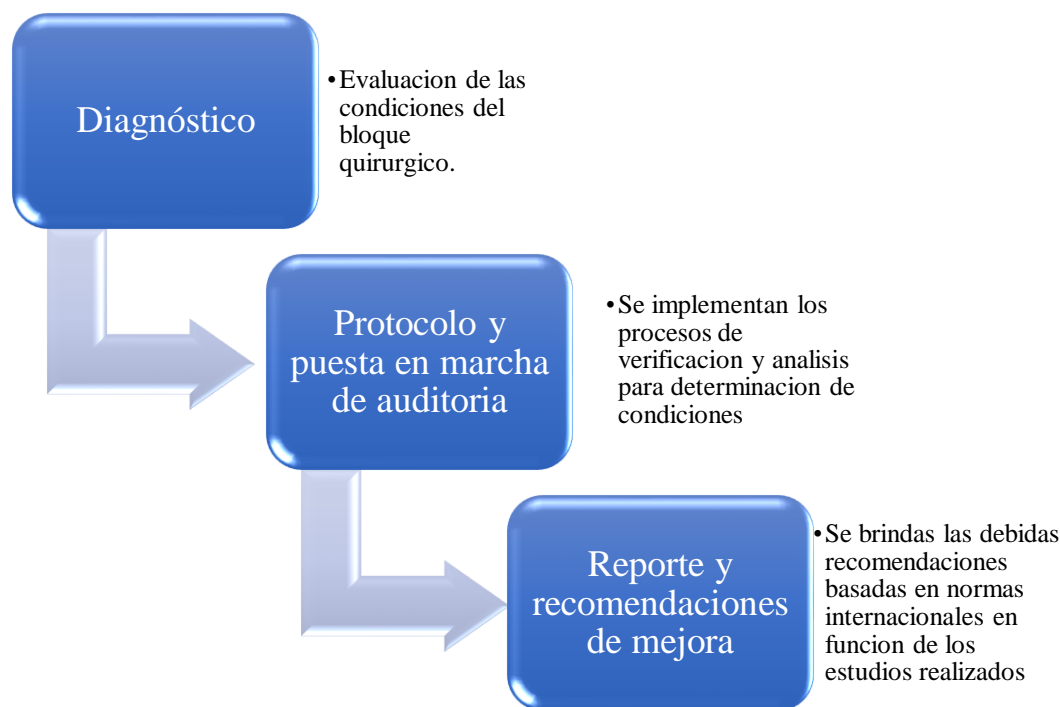 Diagnóstico
•Evaluacion de las
condiciones del
bloque
quirurgico.
Protocolo y
puesta en marcha
de auditoria
•Se implementan los
procesos de
verificacion y analisis
para determinacion de
condiciones
Reporte y
recomendaciones
de mejora
•Se brindas las debidas
recomendaciones
basadas en normas
internacionales en
funcion de los
estudios realizados